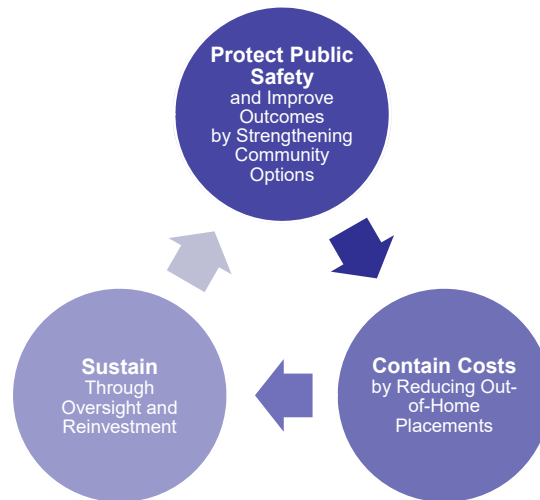 Protect Public
Safety
and Improve
Outcomes
by Strengthening
Community
Options
Contain Costs
by Reducing Out-
of-Home
Placements
Sustain
Through
Oversight and
Reinvestment